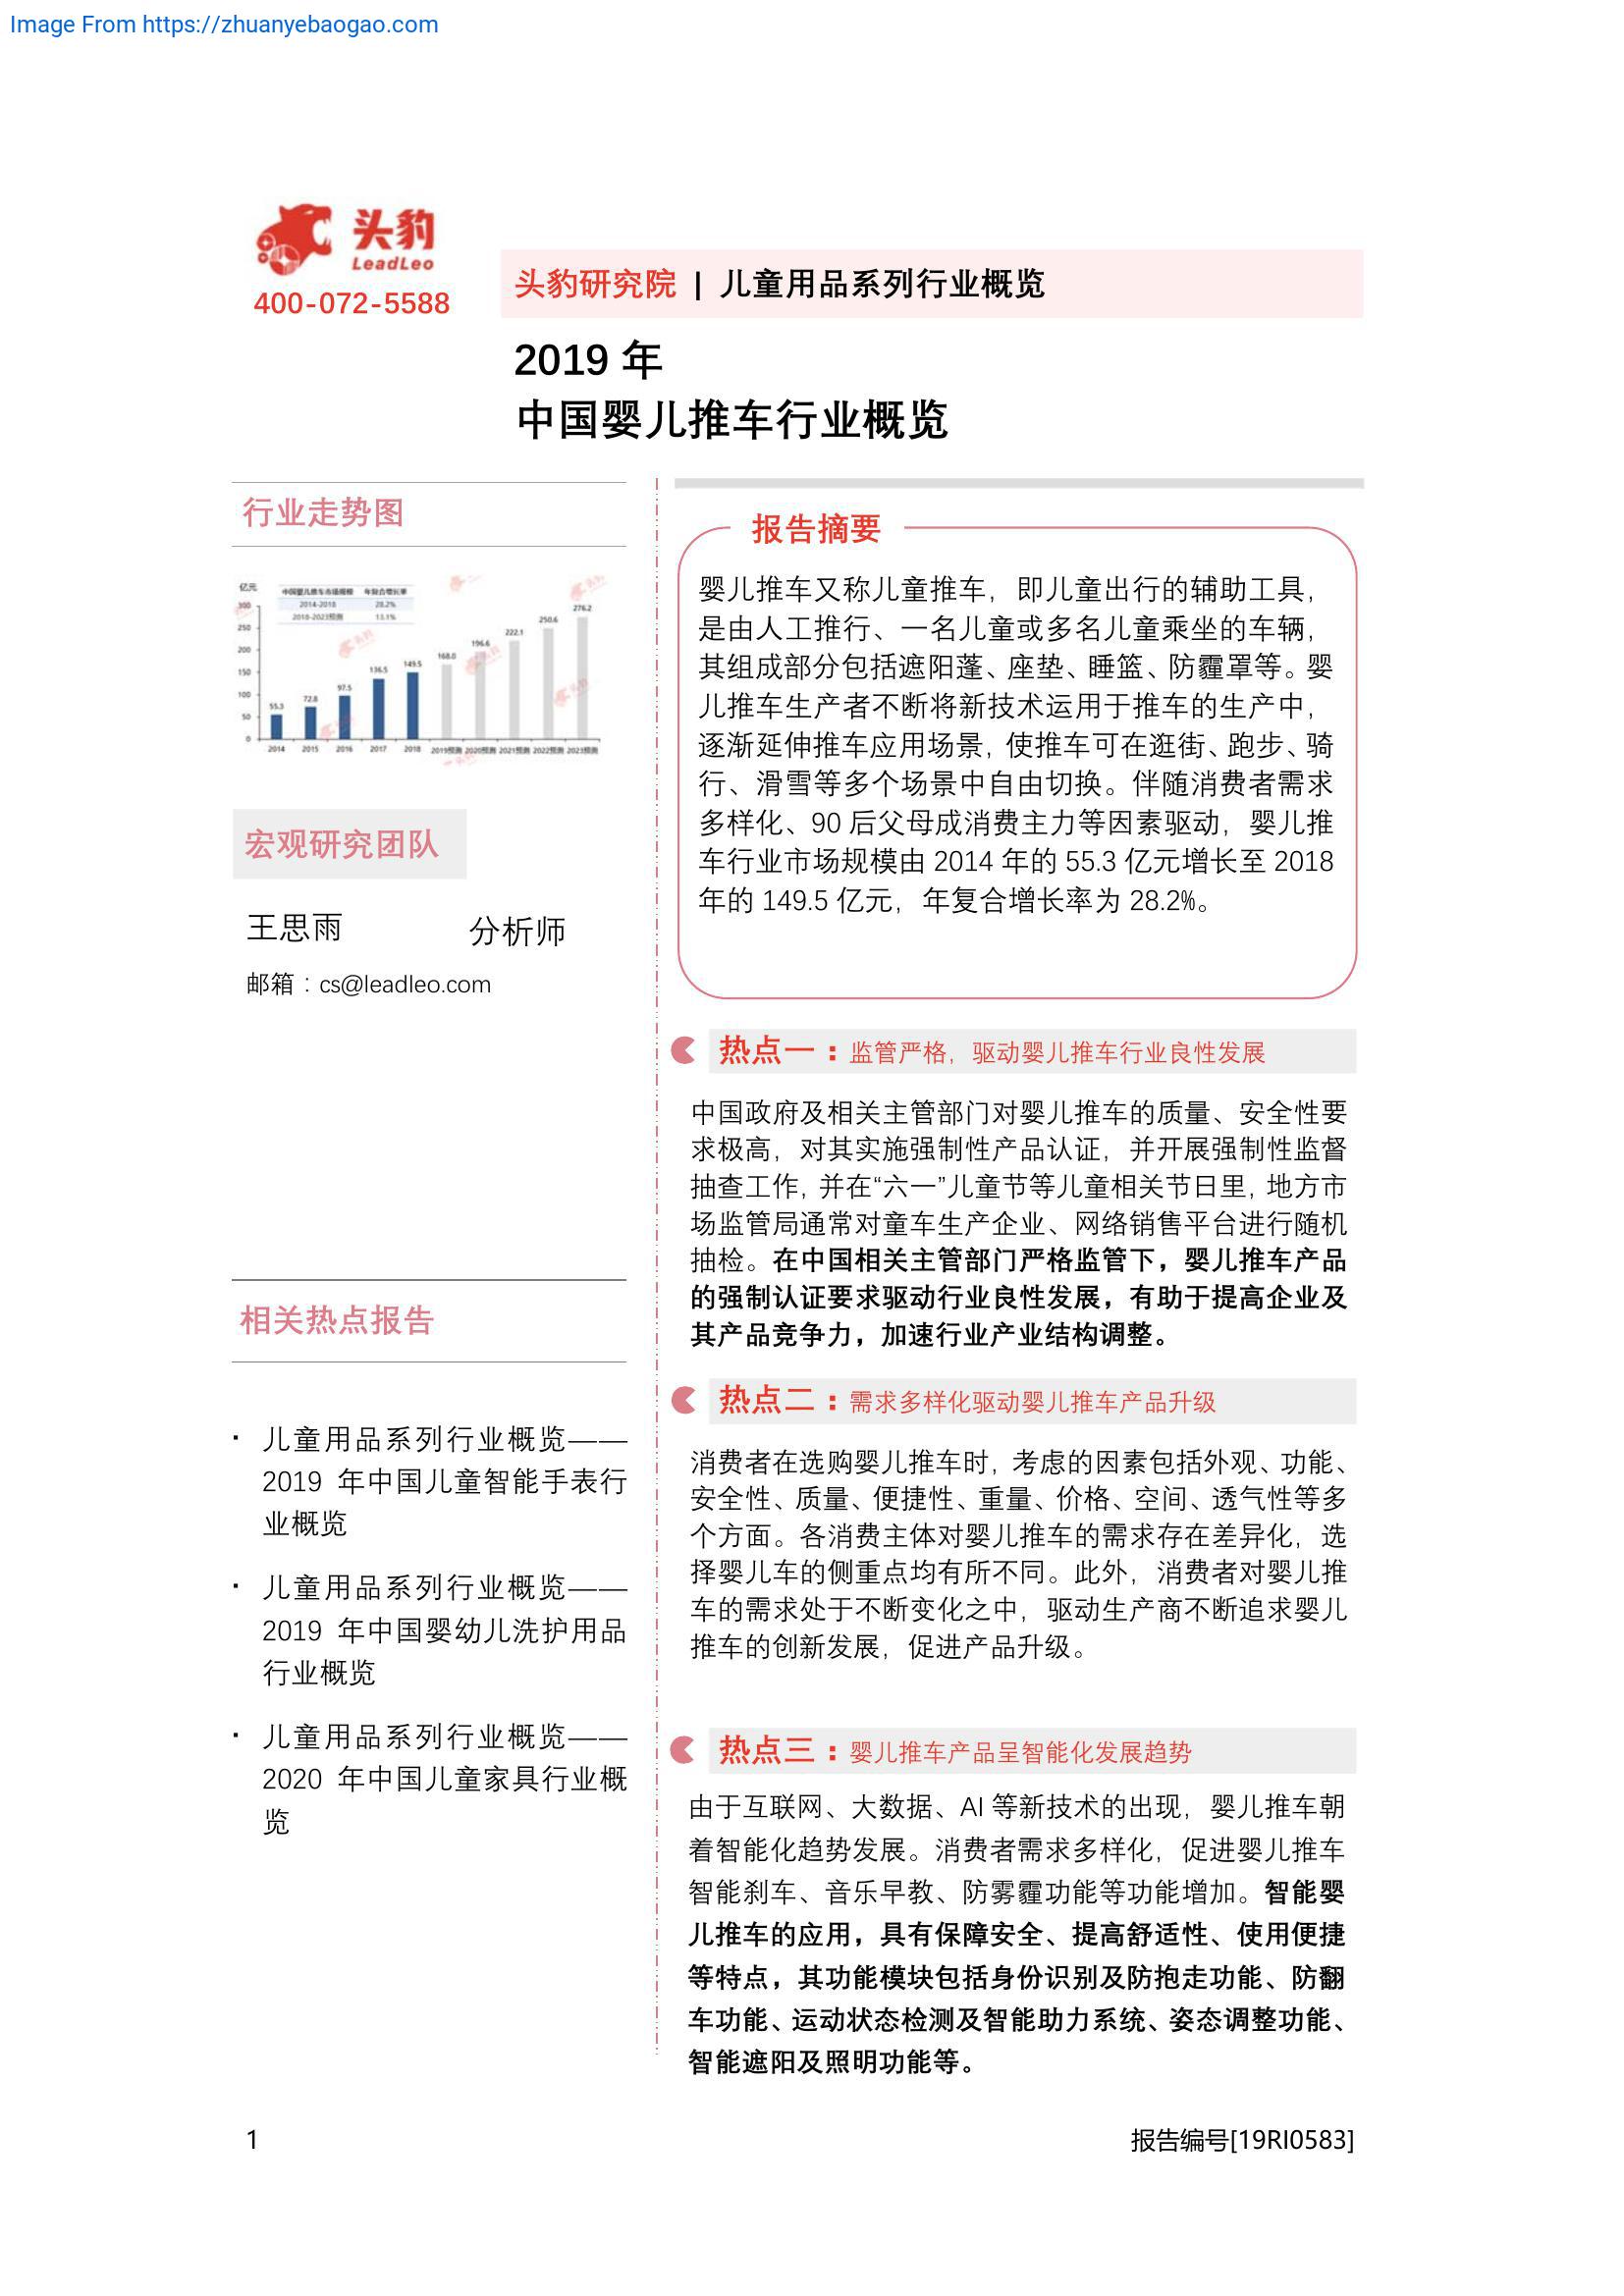 Image From https://zhuanyebaogao.com
头豹
LeadLeo
400-072-5588
头豹研究院 | 儿童用品系列行业概览
2019 年
中国婴儿推车行业概览
行业走势图
亿元
中国婴儿推车市场规模 年复合增长率
2014-2018 28.2%
2018-2023预测 13.1%
300
250
200
150
100
50
0
55.3
72.8
97.5
136.5
149.5
168.0
196.6
222.1
250.6
276.2
2014 2015 2016 2017 2018 2019预测 2020预测 2021预测 2022预测 2023预测
宏观研究团队
王思雨 分析师
邮箱：cs@leadleo.com
相关热点报告
· 儿童用品系列行业概览——
2019 年中国儿童智能手表行
业概览
· 儿童用品系列行业概览——
2019 年中国婴幼儿洗护用品
行业概览
· 儿童用品系列行业概览——
2020 年中国儿童家具行业概
览
报告摘要
婴儿推车又称儿童推车，即儿童出行的辅助工具，
是由人工推行、一名儿童或多名儿童乘坐的车辆，
其组成部分包括遮阳蓬、座垫、睡篮、防霾罩等。婴
儿推车生产者不断将新技术运用于推车的生产中，
逐渐延伸推车应用场景，使推车可在逛街、跑步、骑
行、滑雪等多个场景中自由切换。伴随消费者需求
多样化、90 后父母成消费主力等因素驱动，婴儿推
车行业市场规模由 2014 年的 55.3 亿元增长至 2018
年的 149.5 亿元，年复合增长率为 28.2%。
热点一：监管严格，驱动婴儿推车行业良性发展
中国政府及相关主管部门对婴儿推车的质量、安全性要
求极高，对其实施强制性产品认证，并开展强制性监督
抽查工作，并在“六一”儿童节等儿童相关节日里，地方市
场监管局通常对童车生产企业、网络销售平台进行随机
抽检。在中国相关主管部门严格监管下，婴儿推车产品
的强制认证要求驱动行业良性发展，有助于提高企业及
其产品竞争力，加速行业产业结构调整。
热点二：需求多样化驱动婴儿推车产品升级
消费者在选购婴儿推车时，考虑的因素包括外观、功能、
安全性、质量、便捷性、重量、价格、空间、透气性等多
个方面。各消费主体对婴儿推车的需求存在差异化，选
择婴儿车的侧重点均有所不同。此外，消费者对婴儿推
车的需求处于不断变化之中，驱动生产商不断追求婴儿
推车的创新发展，促进产品升级。
热点三：婴儿推车产品呈智能化发展趋势
由于互联网、大数据、AI 等新技术的出现，婴儿推车朝
着智能化趋势发展。消费者需求多样化，促进婴儿推车
智能刹车、音乐早教、防雾霾功能等功能增加。智能婴
儿推车的应用，具有保障安全、提高舒适性、使用便捷
等特点，其功能模块包括身份识别及防抱走功能、防翻
车功能、运动状态检测及智能助力系统、姿态调整功能、
智能遮阳及照明功能等。
1
报告编号[19RI0583]